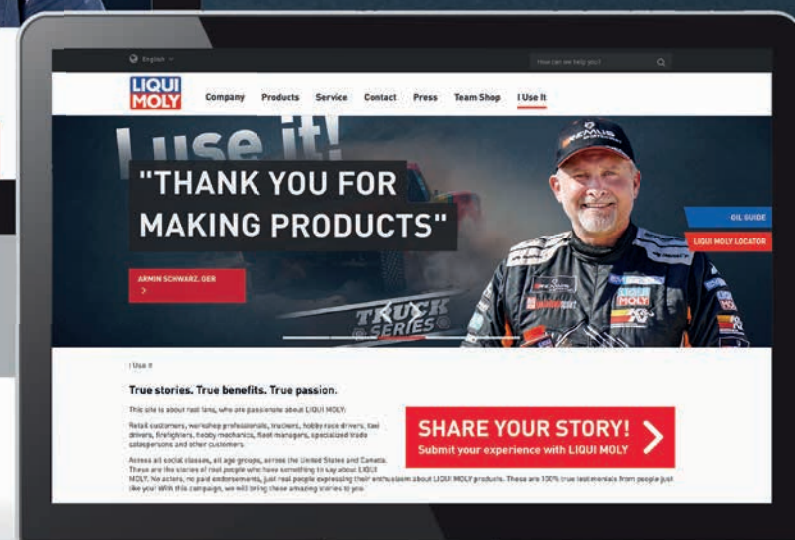 English
How can we help you?
LIQUI
MOLY
Company Products Service Contact Press Team Shop I Use It
I use it!
"THANK YOU FOR
MAKING PRODUCTS"
REMUS
OIL GUIDE
LIQUI MOLY LOCATOR
ARMIN SCHWARZ, GER
LIQUI
MOLY
K&N
TRUCK
SERIES
I Use It
True stories. True benefits. True passion.
This site is about real fans, who are passionate about LIQUI MOLY:
Retail customers, workshop professionals, truckers, hobby race drivers, taxi
drivers, firefighters, hobby mechanics, fleet managers, specialized trade
salespersons and other customers.
SHARE YOUR STORY!
Submit your experience with LIQUI MOLY
Across all social classes, all age groups, across the United States and Canada.
These are the stories of real people who have something to say about LIQUI
MOLY. No actors, no paid endorsements, just real people expressing their enthusiasm about LIQUI MOLY products. These are 100% true testimonials from people just
like you! With this campaign, we will bring these amazing stories to you.